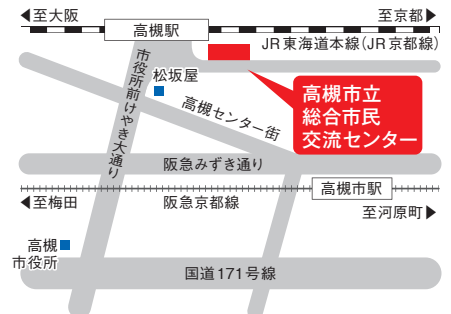 ◀至大阪
至京都▶
高槻駅
JR東海道本線(JR京都線)
市役所前けやき大通り
松坂屋
高槻センター街
高槻市立
総合市民
交流センター
阪急みずき通り
高槻市駅
◀至梅田
阪急京都線
至河原町▶
高槻
市役所
国道171号線